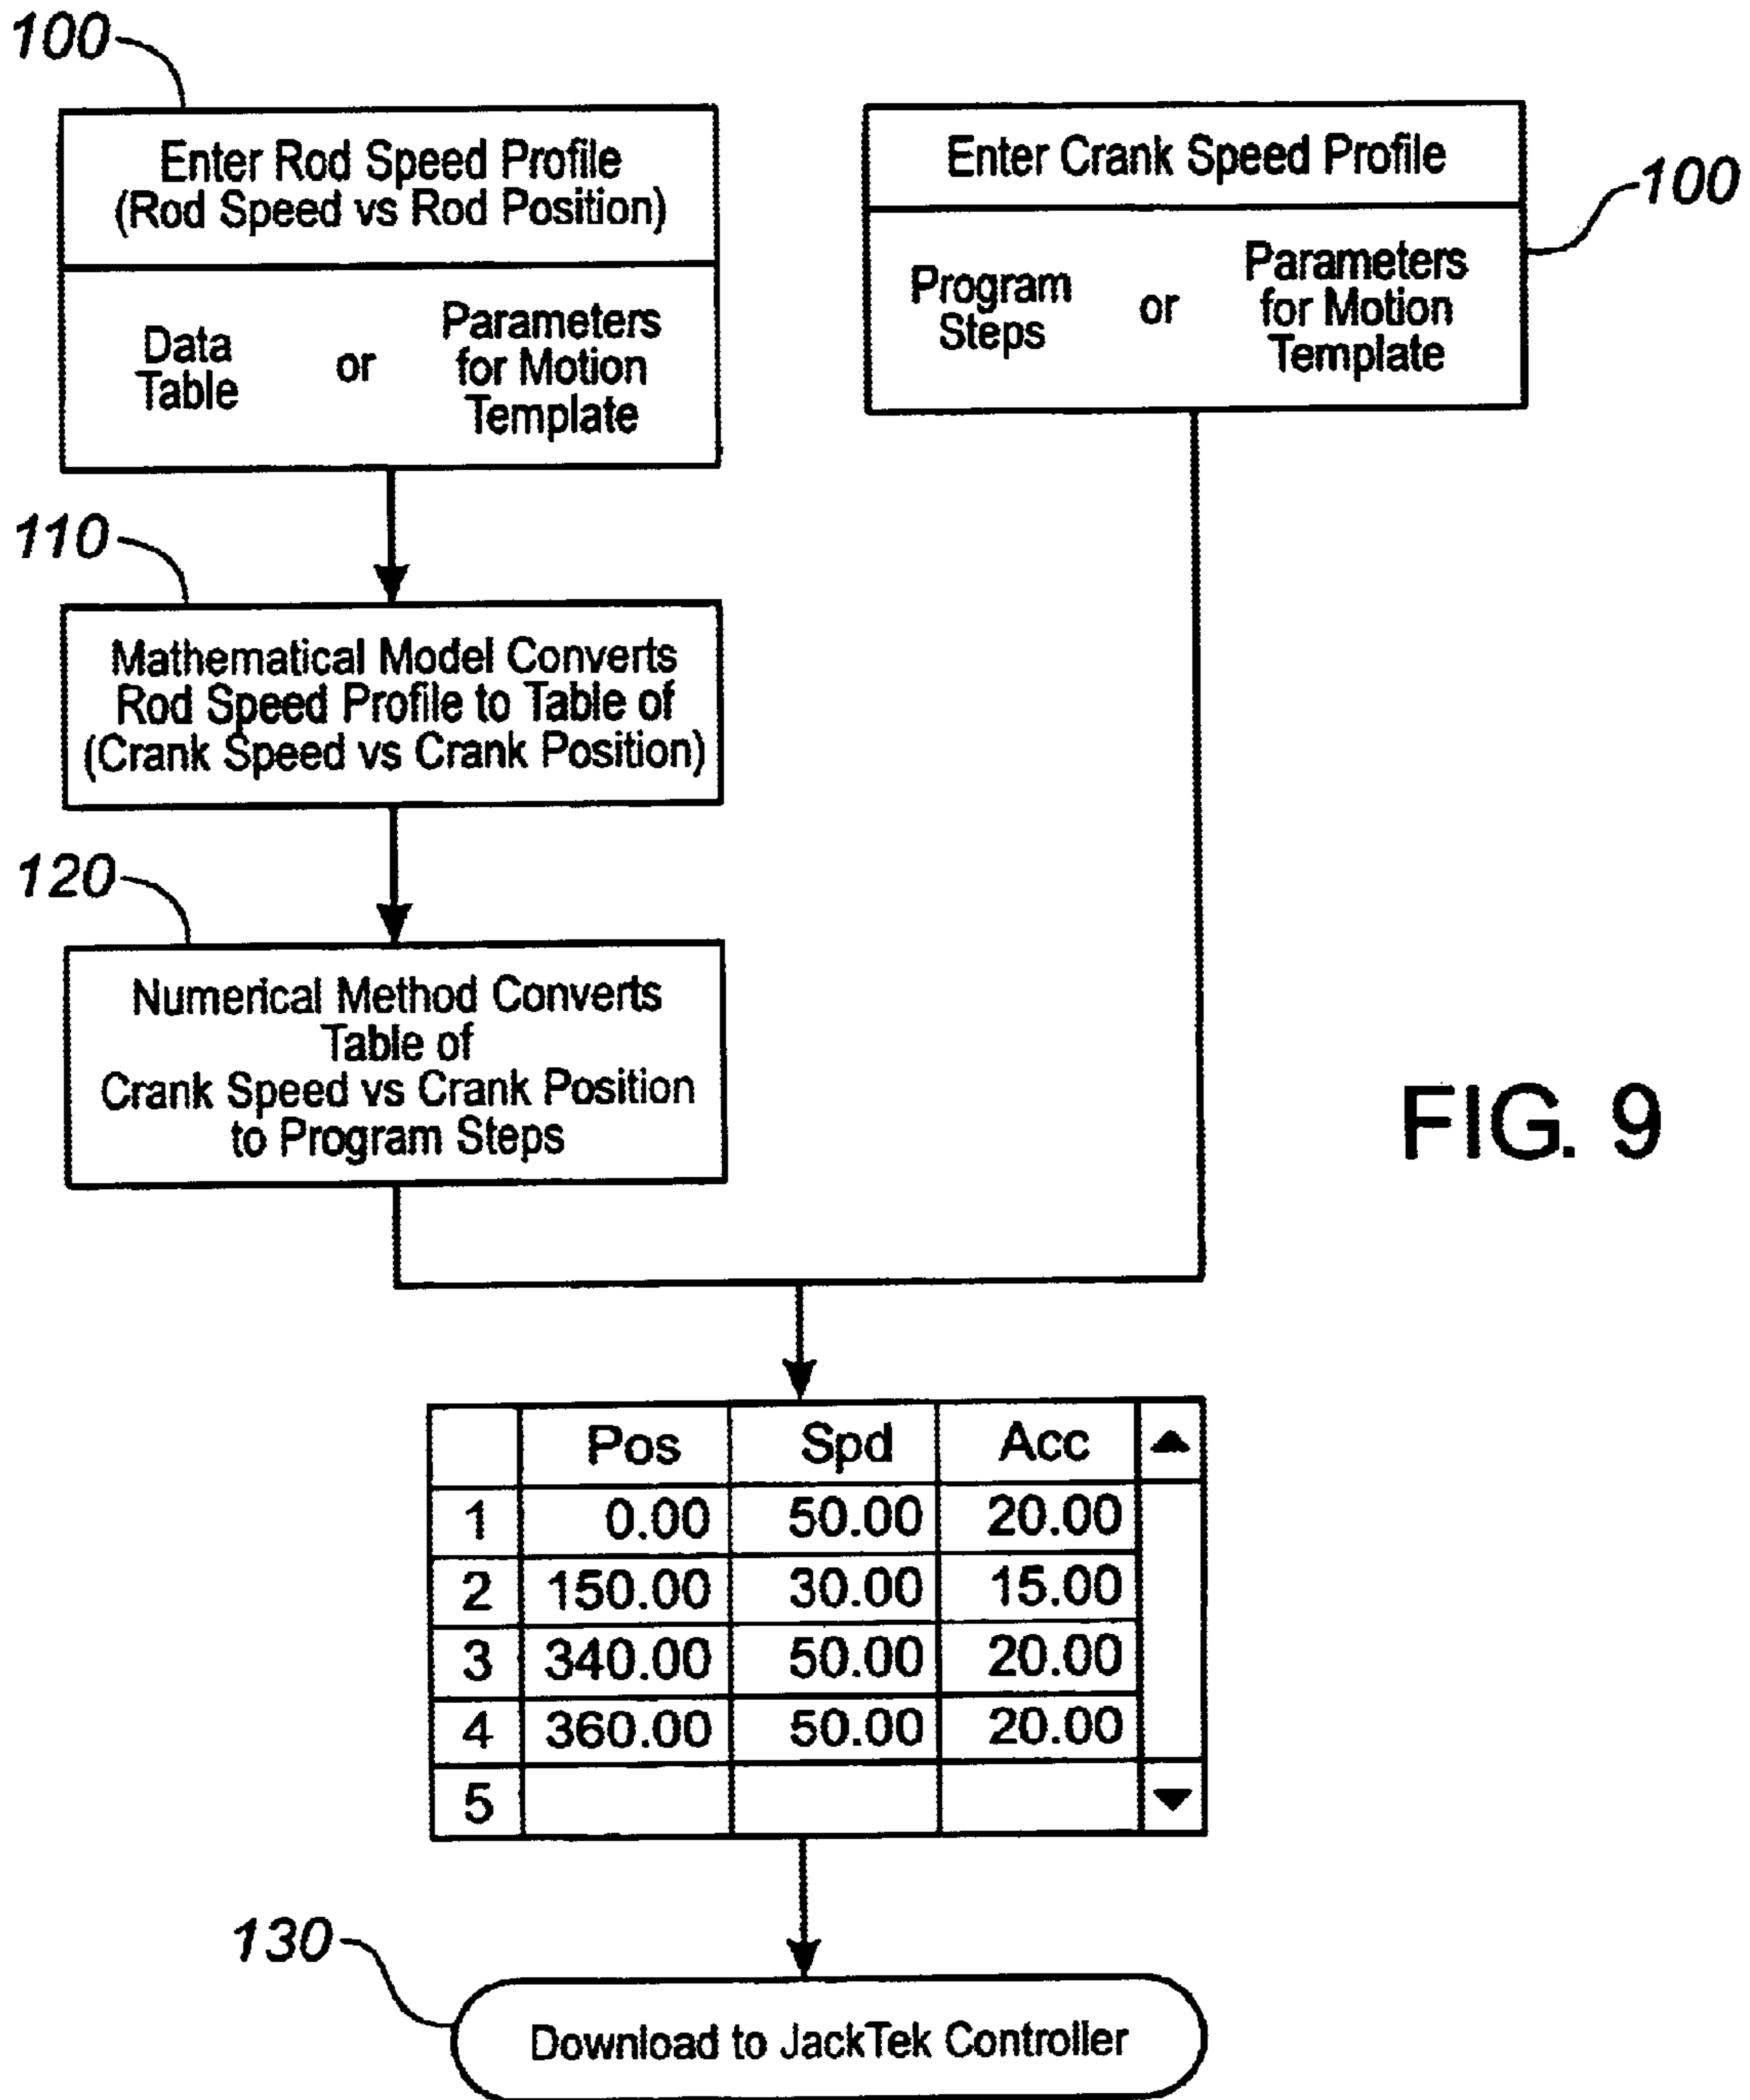 100
Enter Rod Speed Profile
(Rod Speed vs Rod Position)
Data
Table
or
Parameters
for Motion
Template
Enter Crank Speed Profile
100
Program
Steps
or
Parameters
for Motion
Template
110
Mathematical Model Converts
Rod Speed Profile to Table of
(Crank Speed vs Crank Position)
120
Numerical Method Converts
Table of
Crank Speed vs Crank Position
to Program Steps
FIG. 9
Pos Spd Acc
1 0.00 50.00 20.00
2 150.00 30.00 15.00
3 340.00 50.00 20.00
4 360.00 50.00 20.00
5
130
Download to JackTek Controller